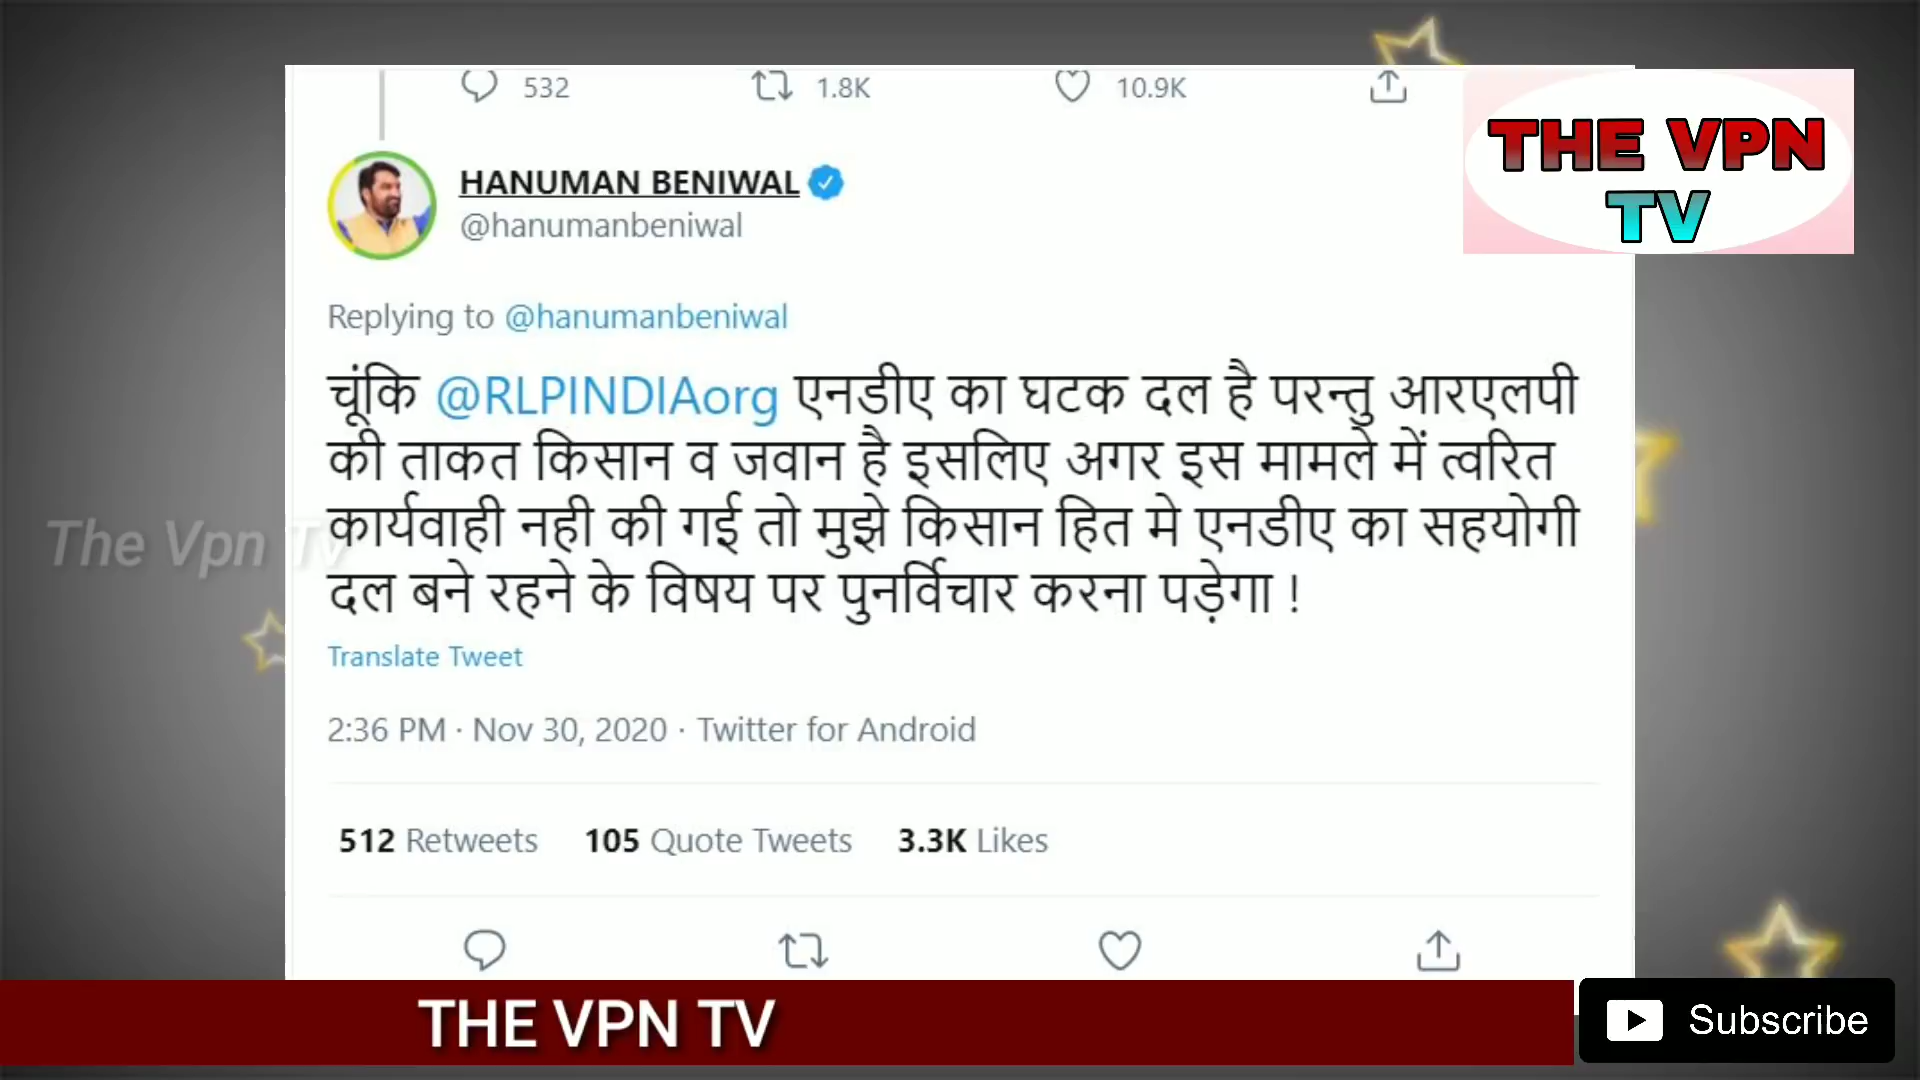 532 1.8K 10.9K
THE VPN
TV
HANUMAN BENIWAL
@hanumanbeniwal
Replying to @hanumanbeniwal
चूंकि @RLPINDIAorg एनडीए का घटक दल है परन्तु आरएलपी
की ताकत किसान व जवान है इसलिए अगर इस मामले में त्वरित
कार्यवाही नही की गई तो मुझे किसान हित मे एनडीए का सहयोगी
दल बने रहने के विषय पर पुनर्विचार करना पड़ेगा !
The Vpn Tv
Translate Tweet
2:36 PM · Nov 30, 2020 · Twitter for Android
512 Retweets 105 Quote Tweets 3.3K Likes
THE VPN TV
Subscribe